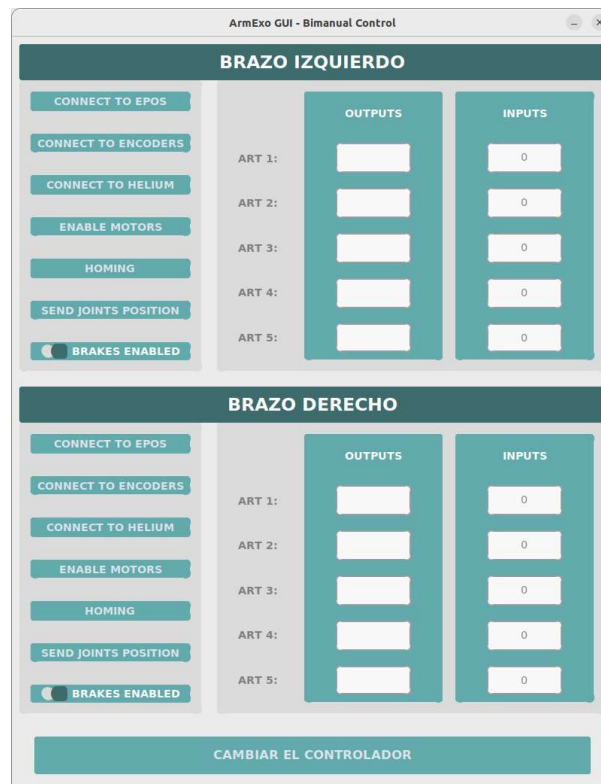 ArmExo GUI - Bimanual Control
BRAZO IZQUIERDO
CONNECT TO EPOS
CONNECT TO ENCODERS
CONNECT TO HELIUM
ENABLE MOTORS
HOMING
SEND JOINTS POSITION
BRAKES ENABLED
OUTPUTS INPUTS
ART 1: 0
ART 2: 0
ART 3: 0
ART 4: 0
ART 5: 0
BRAZO DERECHO
CONNECT TO EPOS
CONNECT TO ENCODERS
CONNECT TO HELIUM
ENABLE MOTORS
HOMING
SEND JOINTS POSITION
BRAKES ENABLED
OUTPUTS INPUTS
ART 1: 0
ART 2: 0
ART 3: 0
ART 4: 0
ART 5: 0
CAMBIAR EL CONTROLADOR